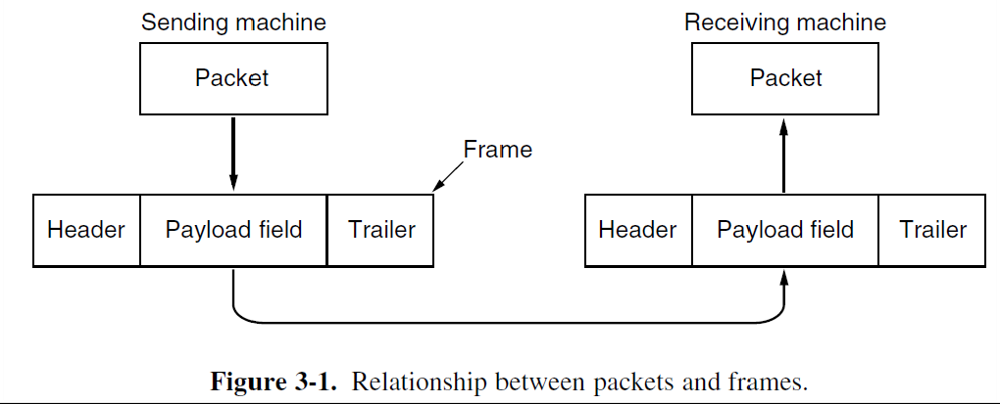 Sending machine
Receiving machine
Packet
Packet
Frame
Header
Payload field
Trailer
Header
Payload field
Trailer
Figure 3-1. Relationship between packets and frames.